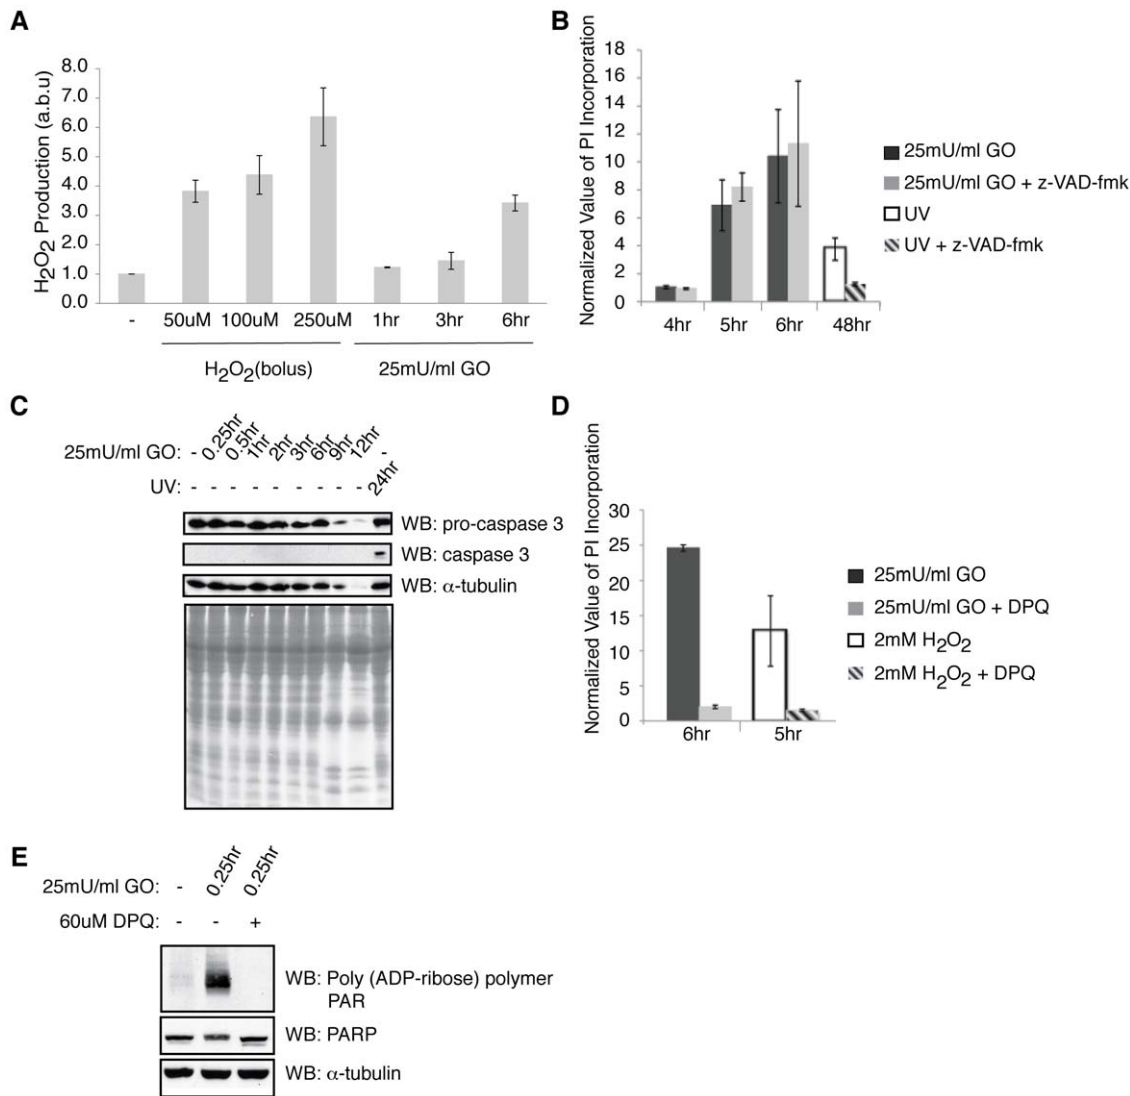 A
H2O2 Production (a.b.u)
8.0
7.0
6.0
5.0
4.0
3.0
2.0
1.0
0.0
- 50uM 100uM 250uM 1hr 3hr 6hr
H2O2(bolus) 25mU/ml GO
B
Normalized Value of PI Incorporation
18
16
14
12
10
8
6
4
2
0
4hr 5hr 6hr 48hr
25mU/ml GO
25mU/ml GO + z-VAD-fmk
UV
UV + z-VAD-fmk
C
25mU/ml GO: - 0.25hr 0.5hr 1hr 2hr 3hr 6hr 9hr 12hr -
UV: - - - - - - - - - 24hr
WB: pro-caspase 3
WB: caspase 3
WB: α-tubulin
D
Normalized Value of PI Incorporation
30
25
20
15
10
5
0
6hr 5hr
25mU/ml GO
25mU/ml GO + DPQ
2mM H2O2
2mM H2O2 + DPQ
E
25mU/ml GO: - 0.25hr 0.25hr
60uM DPQ: - - +
WB: Poly (ADP-ribose) polymer
PAR
WB: PARP
WB: α-tubulin